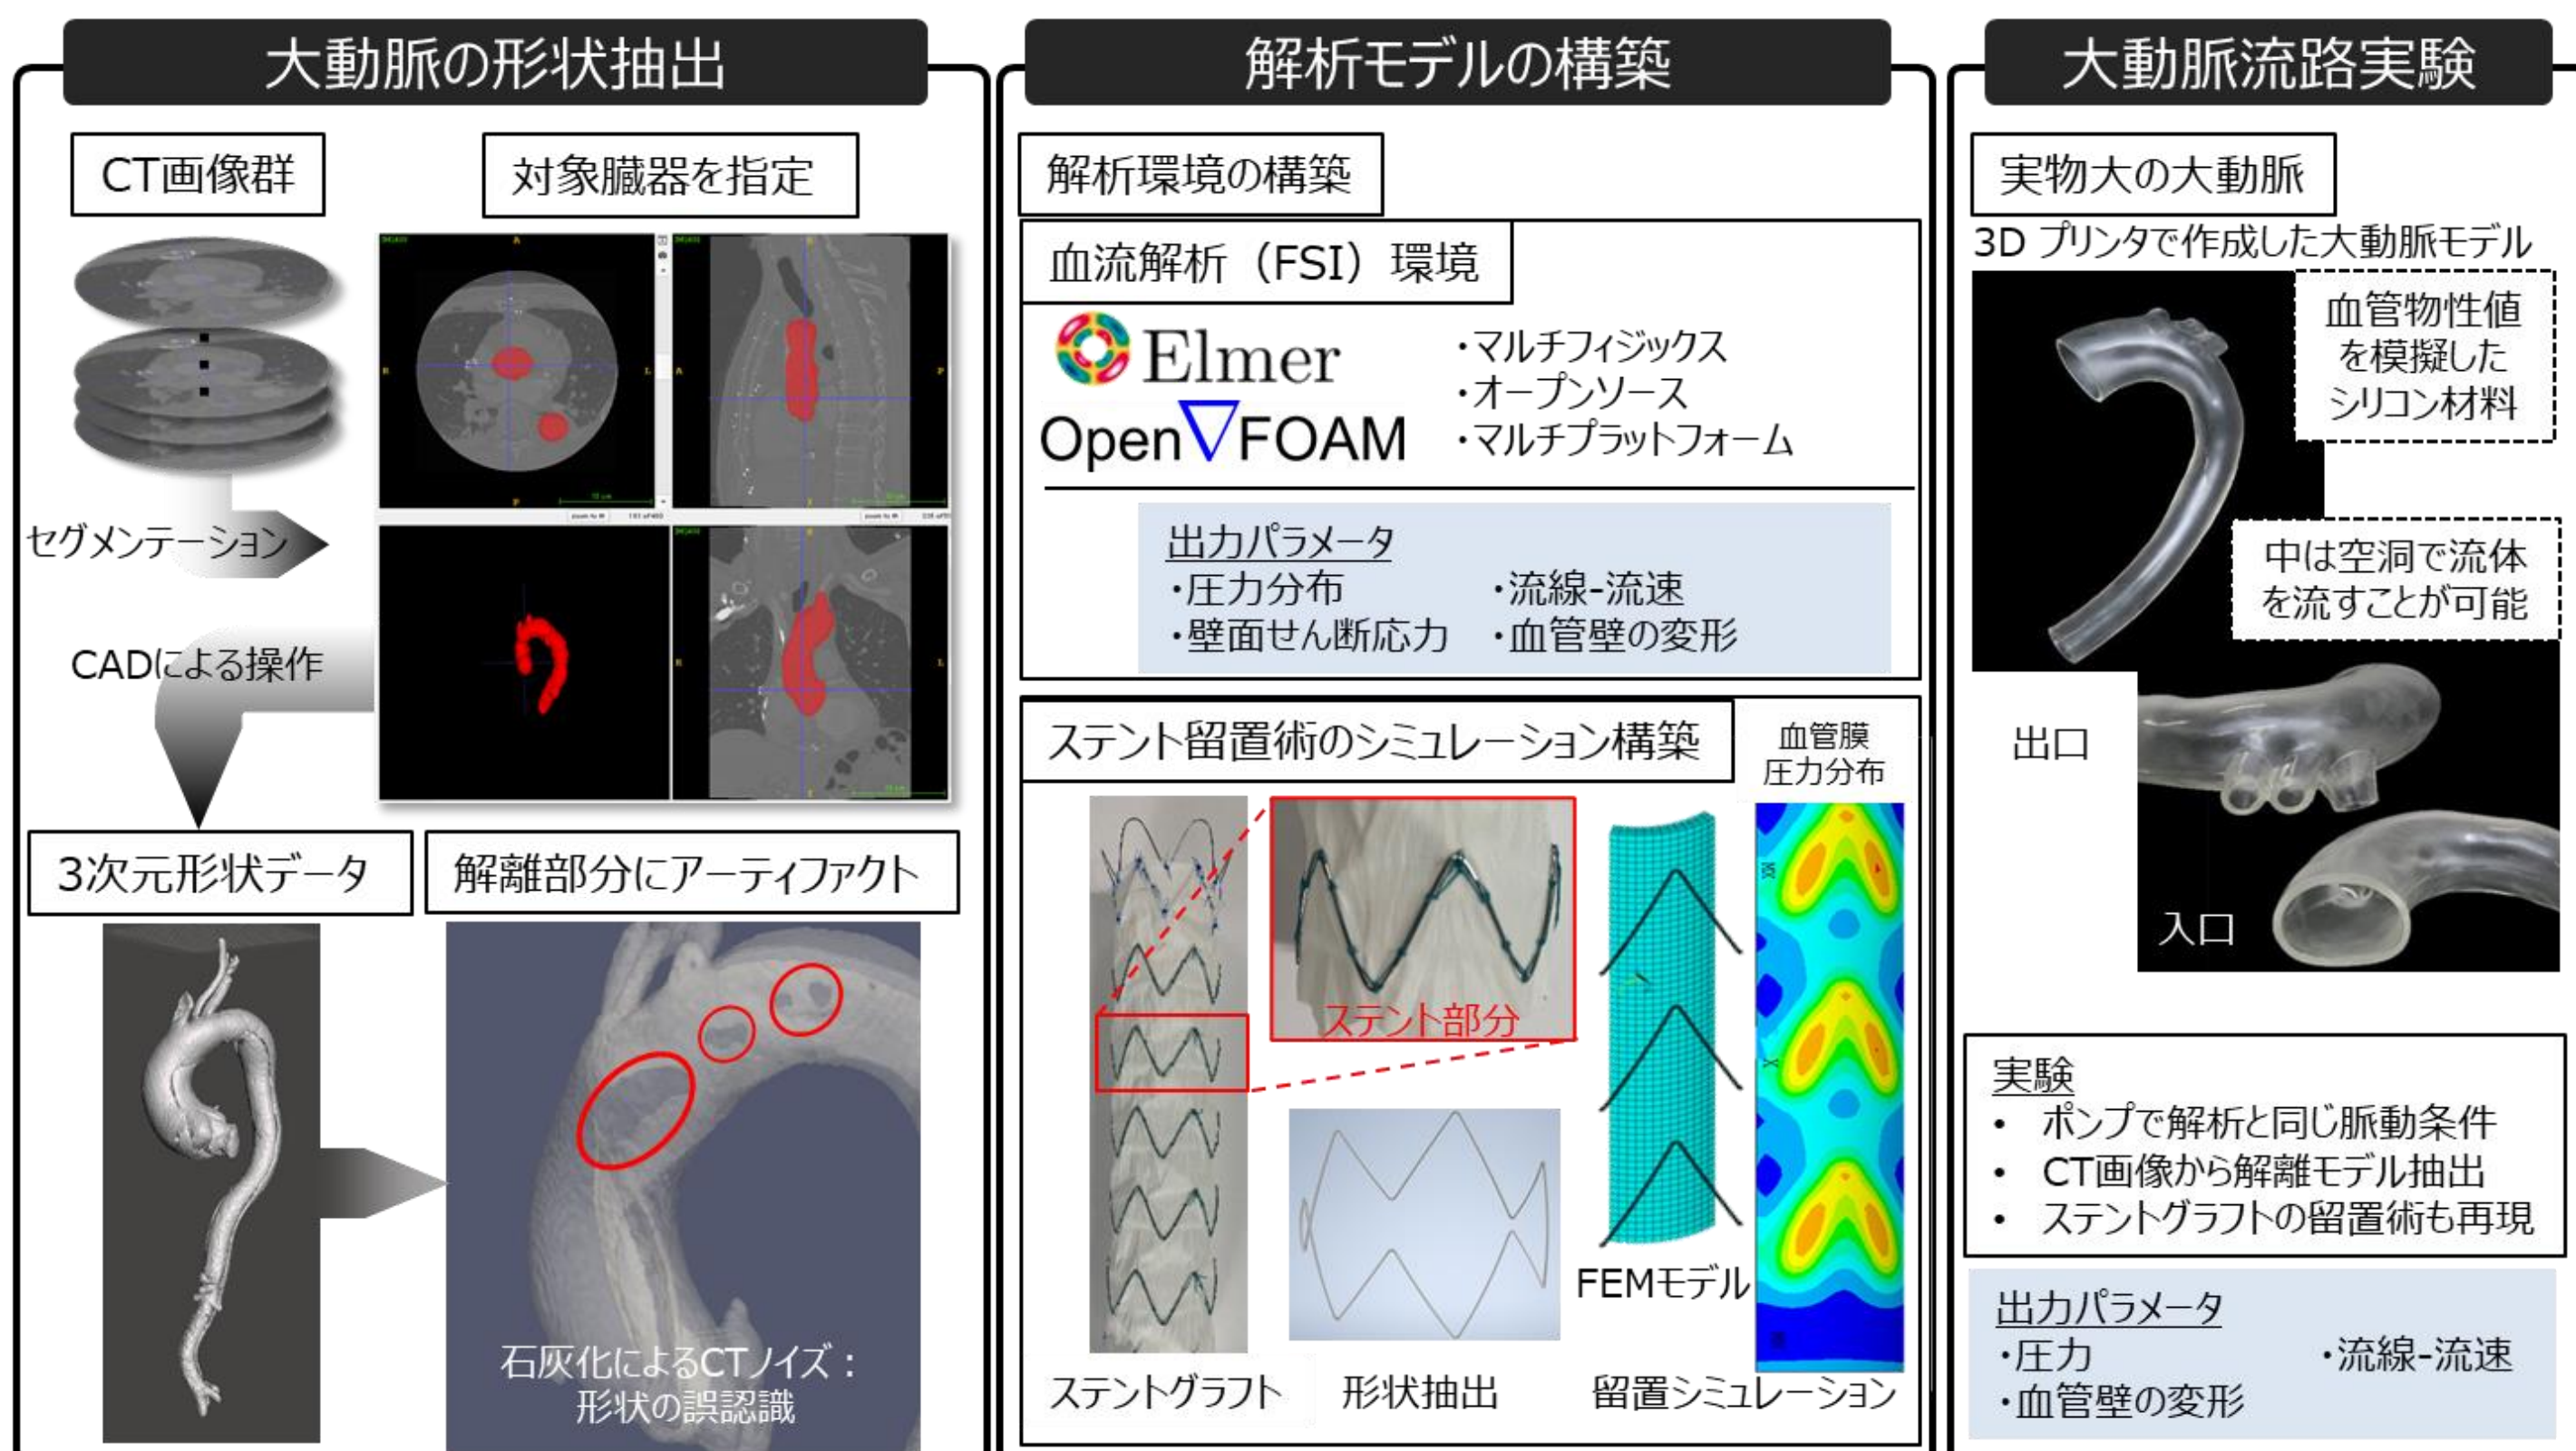 大動脈の形状抽出
CT画像群
対象臓器を指定
セグメンテーション
CADによる操作
3次元形状データ
解離部分にアーティファクト
石灰化によるCTノイズ：
形状の誤認識
解析モデルの構築
解析環境の構築
血流解析（FSI）環境
Elmer
Open∇FOAM
・マルチフィジックス
・オープンソース
・マルチプラットフォーム
出力パラメータ
・圧力分布
・流線-流速
・壁面せん断応力
・血管壁の変形
ステント留置術のシミュレーション構築
血管膜
圧力分布
ステント部分
FEMモデル
ステントグラフト
形状抽出
留置シミュレーション
大動脈流路実験
実物大の大動脈
3D プリンタで作成した大動脈モデル
血管物性値
を模擬した
シリコン材料
中は空洞で流体
を流すことが可能
出口
入口
実験
• ポンプで解析と同じ脈動条件
• CT画像から解離モデル抽出
• ステントグラフトの留置術も再現
出力パラメータ
・圧力
・流線-流速
・血管壁の変形